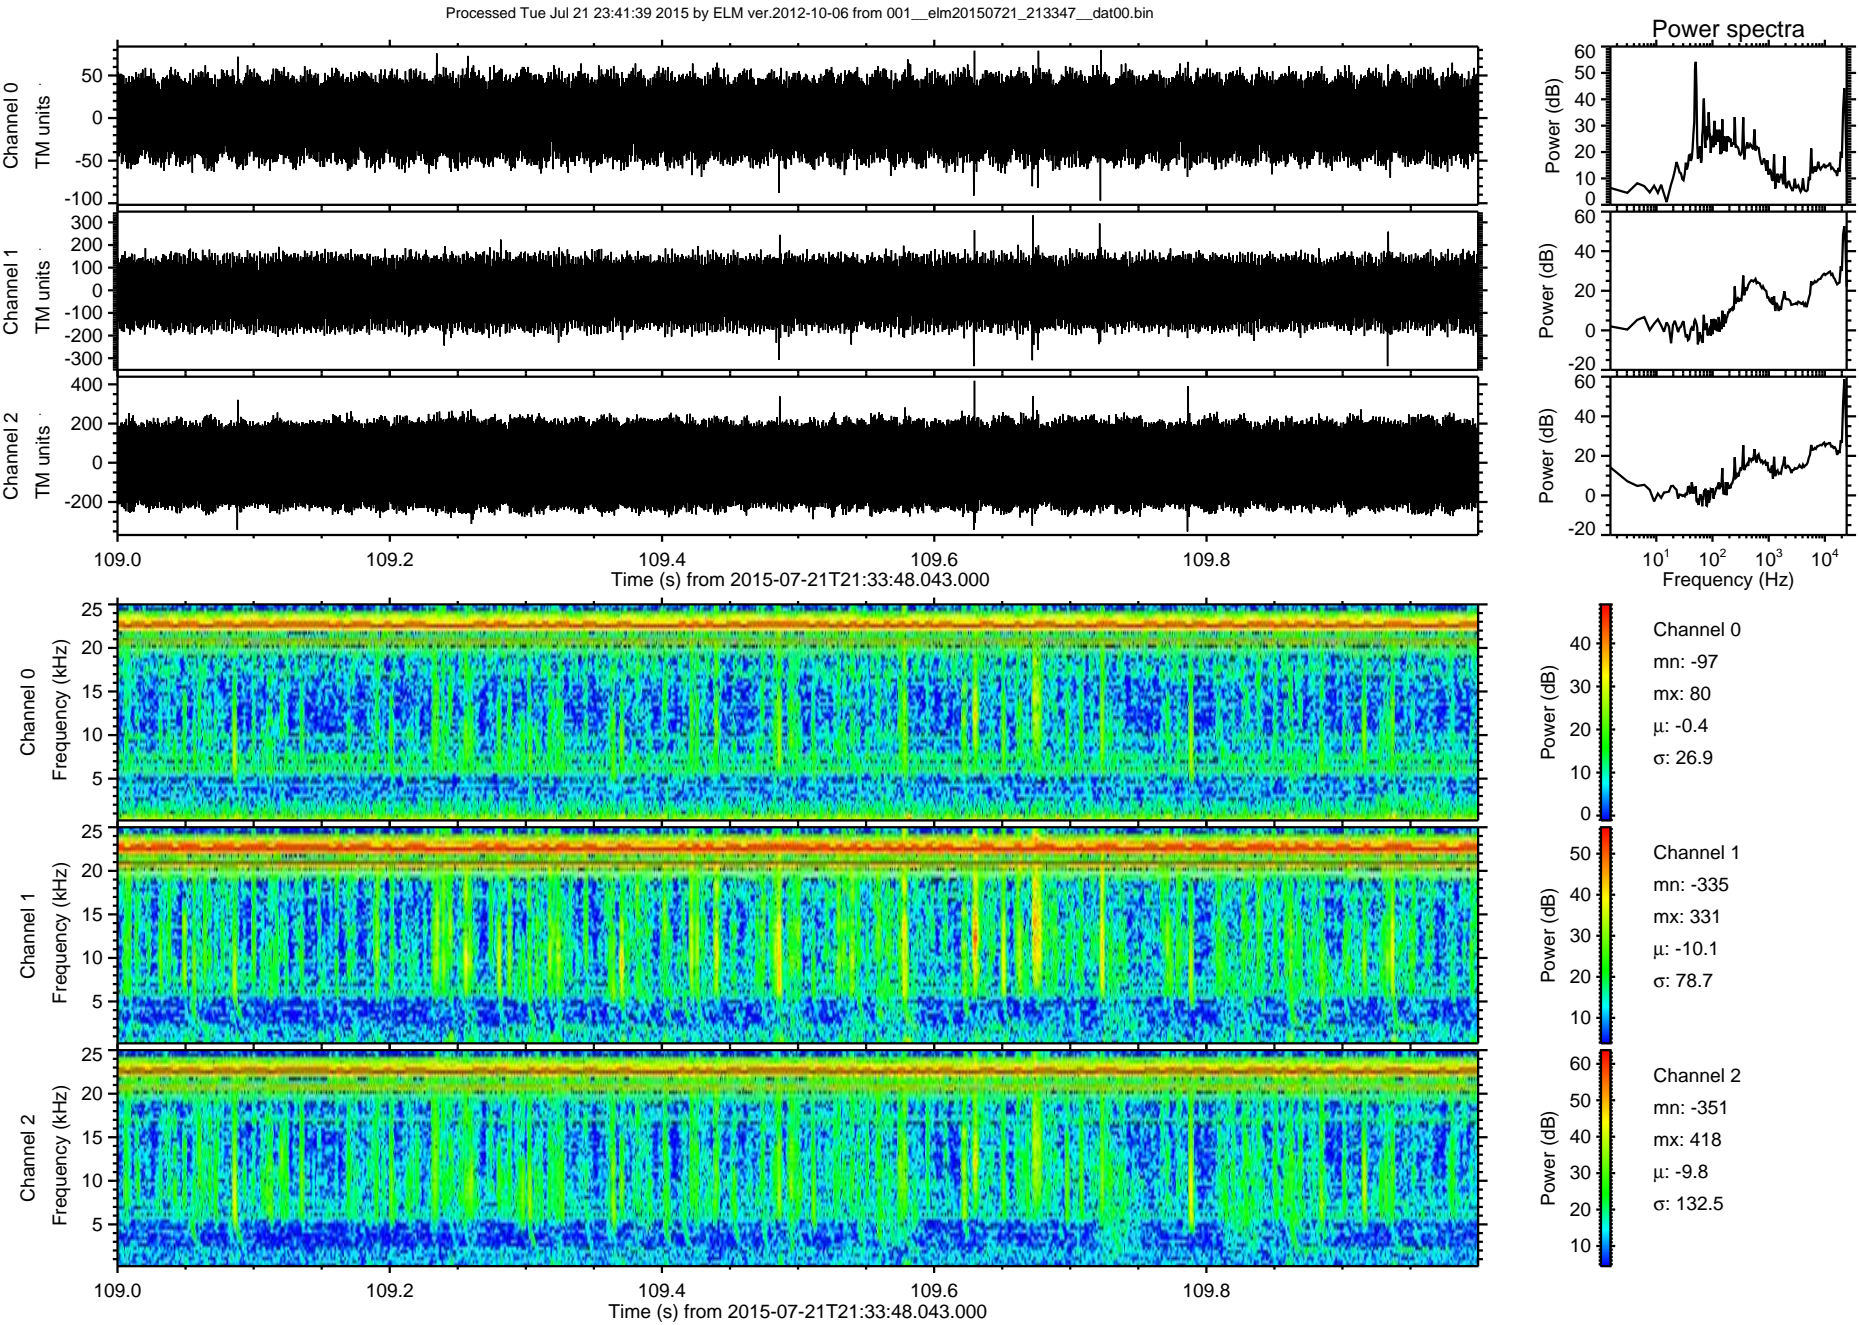 Processed Tue Jul 21 23:41:39 2015 by ELM ver.2012-10-06 from 001__elm20150721_213347__dat00.bin
Power spectra
Channel 0
TM units
50
0
-50
-100
Power (dB)
60
50
40
30
20
10
0
Channel 1
TM units
300
200
100
0
-100
-200
-300
Power (dB)
60
40
20
0
-20
Channel 2
TM units
400
200
0
-200
Power (dB)
60
40
20
0
-20
109.0 109.2 109.4 109.6 109.8
Time (s) from 2015-07-21T21:33:48.043.000
10¹ 10² 10³ 10⁴
Frequency (Hz)
Channel 0
Frequency (kHz)
25
20
15
10
5
Power (dB)
40
30
20
10
0
Channel 0
mn: -97
mx: 80
μ: -0.4
σ: 26.9
Channel 1
Frequency (kHz)
25
20
15
10
5
Power (dB)
50
40
30
20
10
Channel 1
mn: -335
mx: 331
μ: -10.1
σ: 78.7
Channel 2
Frequency (kHz)
25
20
15
10
5
Power (dB)
60
50
40
30
20
10
Channel 2
mn: -351
mx: 418
μ: -9.8
σ: 132.5
109.0 109.2 109.4 109.6 109.8
Time (s) from 2015-07-21T21:33:48.043.000